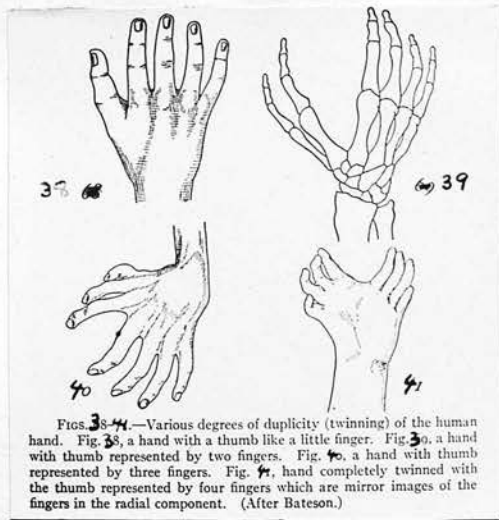 38
39
40
41
FIGS. 38-41.—Various degrees of duplicity (twinning) of the human
hand. Fig. 38, a hand with a thumb like a little finger. Fig. 39, a hand
with thumb represented by two fingers. Fig. 40, a hand with thumb
represented by three fingers. Fig. 41, hand completely twinned with
the thumb represented by four fingers which are mirror images of the
fingers in the radial component. (After Bateson.)